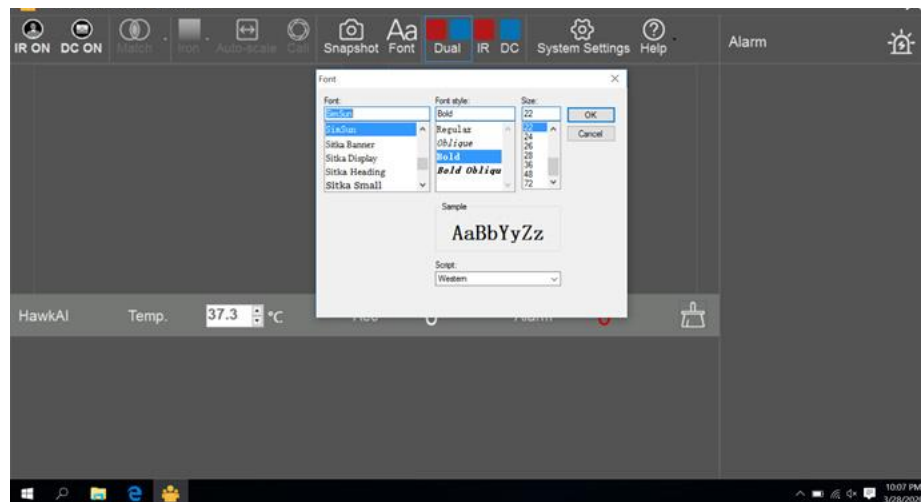 IR ON DC ON Match Iron Auto-scale Cali Snapshot Font Dual IR DC System Settings Help
Alarm
Font
Font:
SimSun
SimSun
Sitka Banner
Sitka Display
Sitka Heading
Sitka Small
Font style:
Bold
Regular
Oblique
Bold
Bold Obliqu
Size:
22
22
24
26
28
36
48
72
OK
Cancel
Sample
AaBbYyZz
Script:
Western
HawkAI Temp. 37.3 °C 0 Alarm 0
10:07 PM
3/28/202